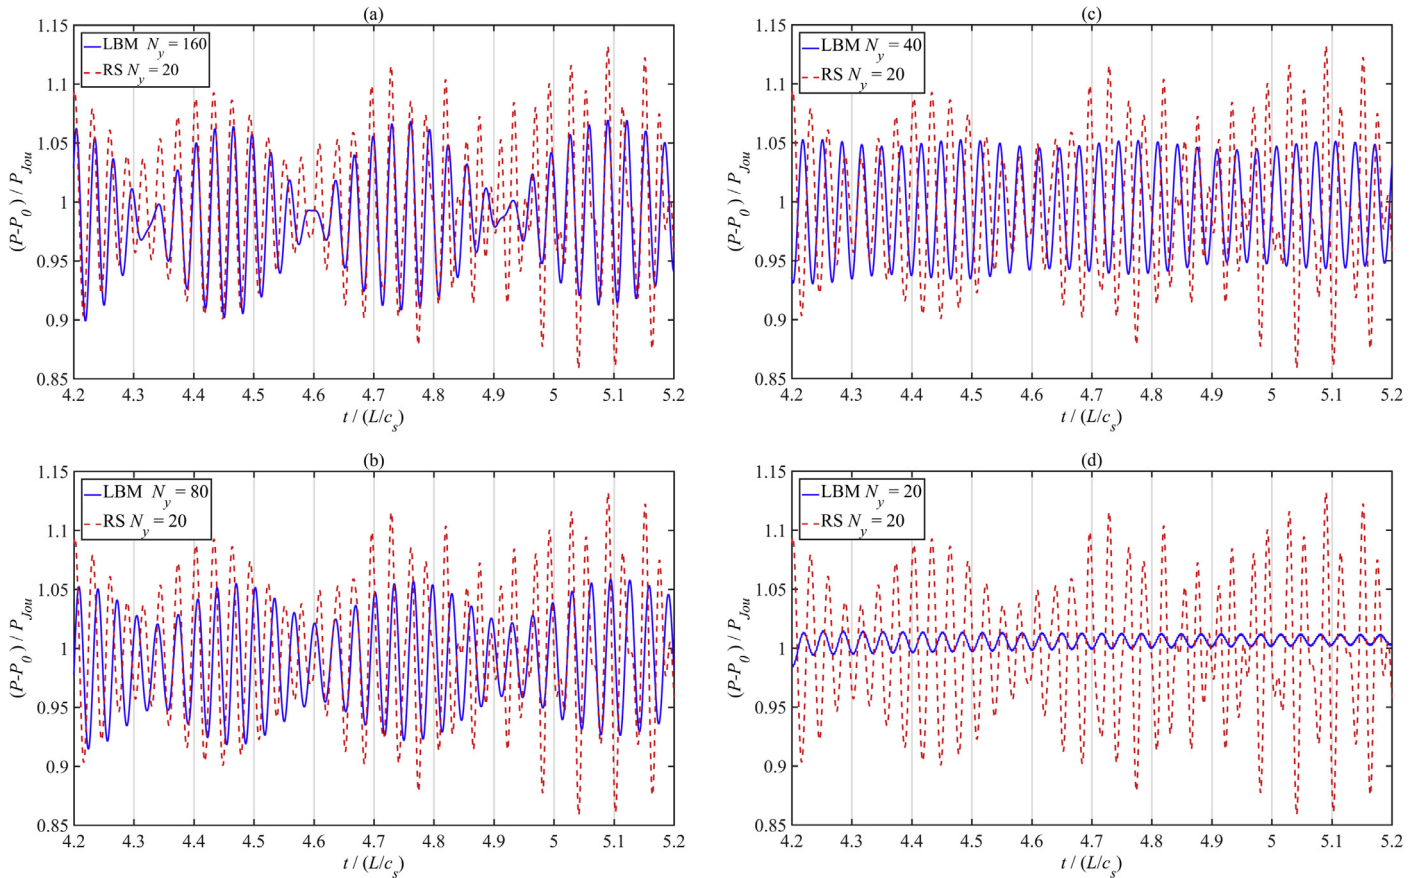 (a)
LBM N_y = 160
RS N_y = 20
1.15
1.1
1.05
1
0.95
0.9
0.85
(P-P_0) / P_Jou
4.2 4.3 4.4 4.5 4.6 4.7 4.8 4.9 5 5.1 5.2
t / (L/c_s)
(c)
LBM N_y = 40
RS N_y = 20
1.15
1.1
1.05
1
0.95
0.9
0.85
(P-P_0) / P_Jou
4.2 4.3 4.4 4.5 4.6 4.7 4.8 4.9 5 5.1 5.2
t / (L/c_s)
(b)
LBM N_y = 80
RS N_y = 20
1.15
1.1
1.05
1
0.95
0.9
0.85
(P-P_0) / P_Jou
4.2 4.3 4.4 4.5 4.6 4.7 4.8 4.9 5 5.1 5.2
t / (L/c_s)
(d)
LBM N_y = 20
RS N_y = 20
1.15
1.1
1.05
1
0.95
0.9
0.85
(P-P_0) / P_Jou
4.2 4.3 4.4 4.5 4.6 4.7 4.8 4.9 5 5.1 5.2
t / (L/c_s)